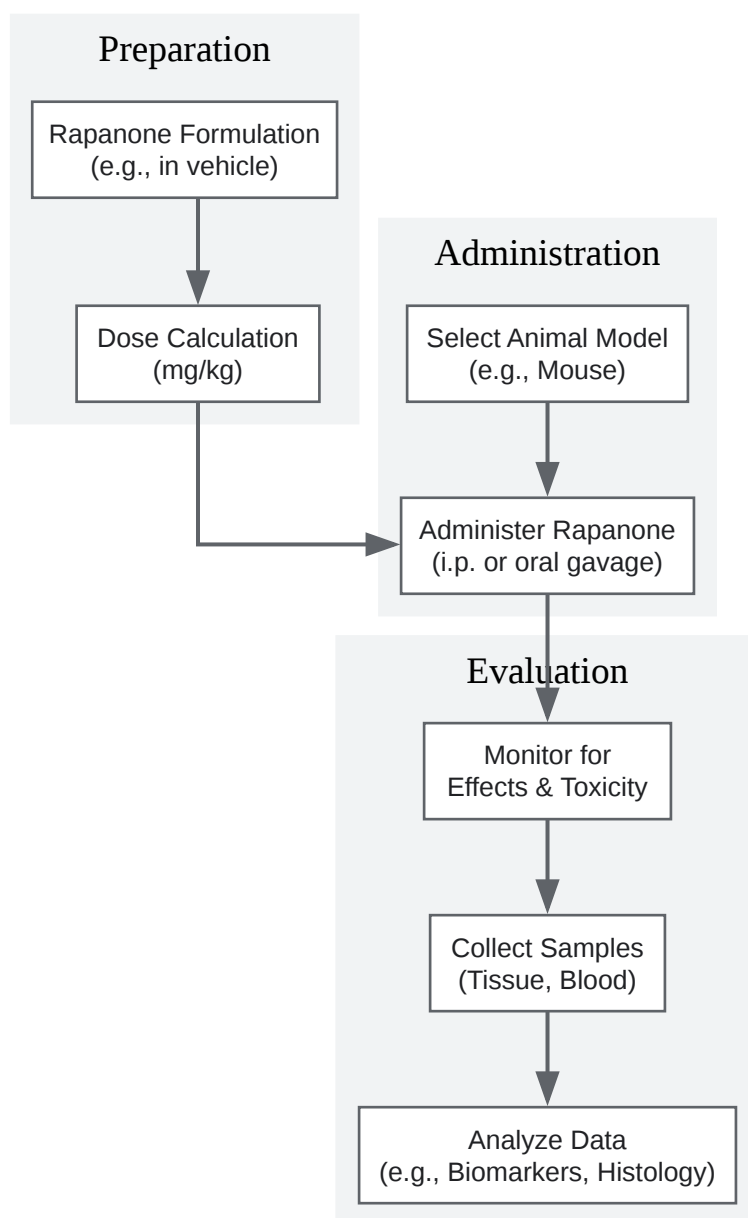 Preparation
Rapanone Formulation
(e.g., in vehicle)
Dose Calculation
(mg/kg)
Administration
Select Animal Model
(e.g., Mouse)
Administer Rapanone
(i.p. or oral gavage)
Evaluation
Monitor for
Effects & Toxicity
Collect Samples
(Tissue, Blood)
Analyze Data
(e.g., Biomarkers, Histology)